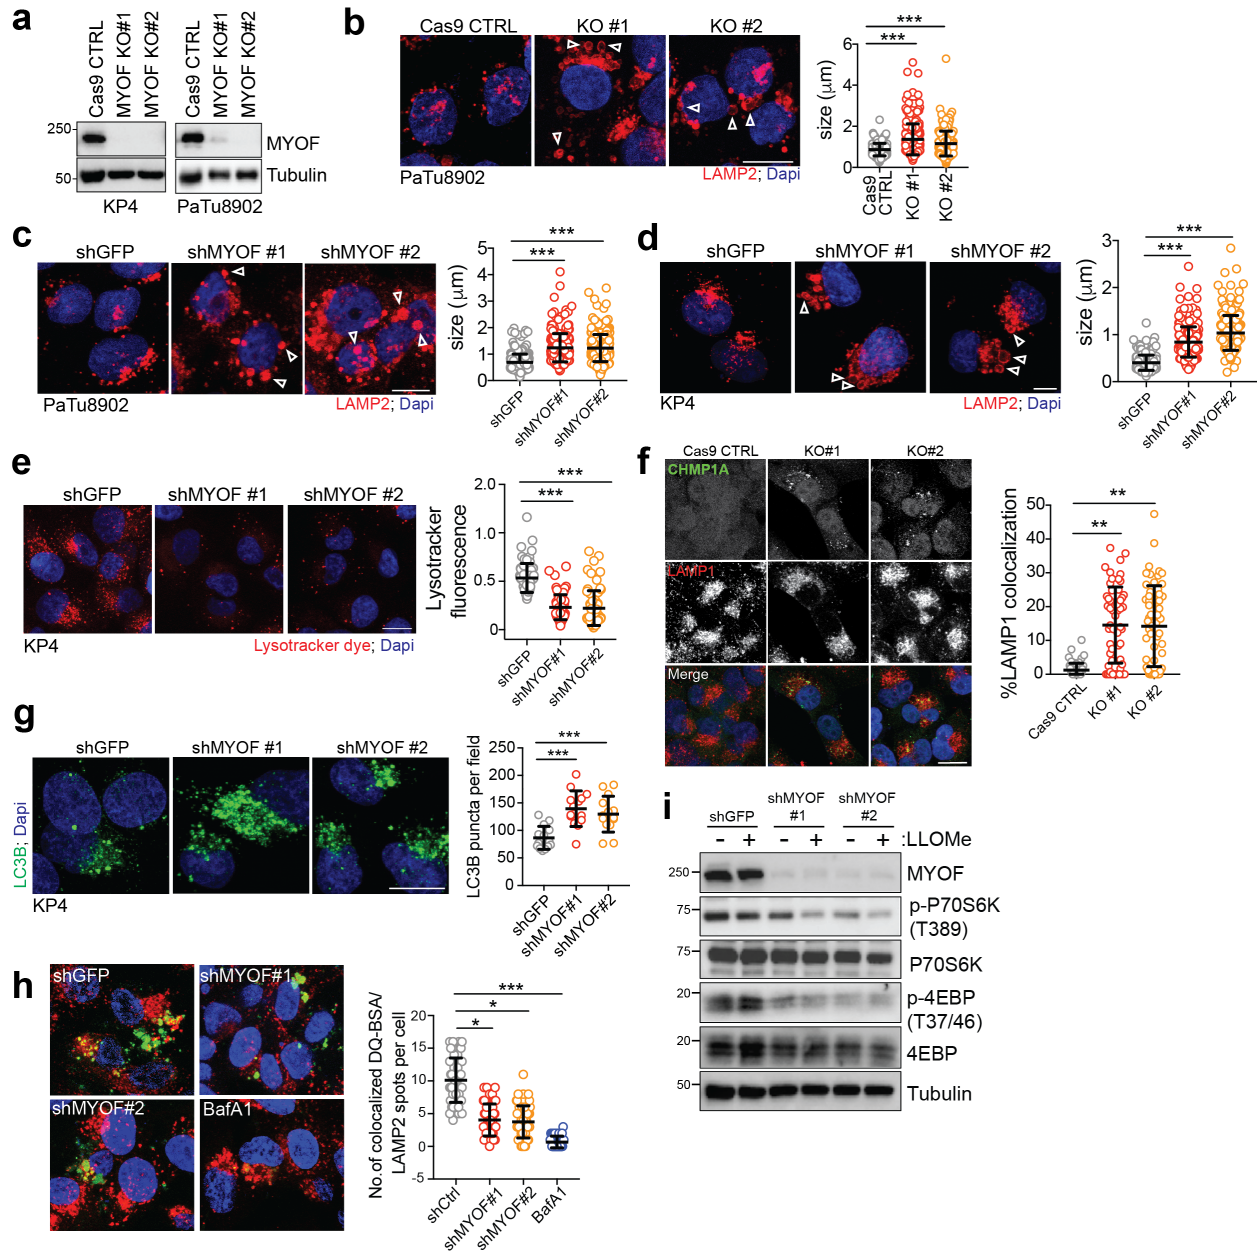 a
Cas9 CTRL
MYOF KO#1
MYOF KO#2
Cas9 CTRL
MYOF KO#1
MYOF KO#2
250
50
MYOF
Tubulin
KP4
PaTu8902
b
Cas9 CTRL
KO #1
KO #2
PaTu8902
LAMP2; Dapi
***
***
size (μm)
6
4
2
0
Cas9 CTRL
KO #1
KO #2
c
shGFP
shMYOF #1
shMYOF #2
PaTu8902
LAMP2; Dapi
***
***
size (μm)
5
4
3
2
1
0
shGFP
shMYOF#1
shMYOF#2
d
shGFP
shMYOF #1
shMYOF #2
KP4
LAMP2; Dapi
***
***
size (μm)
3
2
1
0
shGFP
shMYOF#1
shMYOF#2
e
shGFP
shMYOF #1
shMYOF #2
KP4
Lysotracker dye; Dapi
***
***
Lysotracker fluorescence
2.0
1.0
0.5
0
shGFP
shMYOF#1
shMYOF#2
f
Cas9 CTRL
KO#1
KO#2
CHMP1A
LAMP1
Merge
**
**
%LAMP1 colocalization
50
40
30
20
10
0
Cas9 CTRL
KO #1
KO #2
g
shGFP
shMYOF #1
shMYOF #2
LC3B; Dapi
KP4
***
***
LC3B puncta per field
250
200
150
100
50
0
shGFP
shMYOF#1
shMYOF#2
h
shGFP
shMYOF#1
shMYOF#2
BafA1
***
*
*
No.of colocalized DQ-BSA/
LAMP2 spots per cell
20
15
10
5
0
-5
shCtrl
shMYOF#1
shMYOF#2
BafA1
i
shGFP
shMYOF #1
shMYOF #2
- + - + - + :LLOMe
250
MYOF
75
p-P70S6K
(T389)
75
P70S6K
20
p-4EBP
(T37/46)
20
4EBP
50
Tubulin